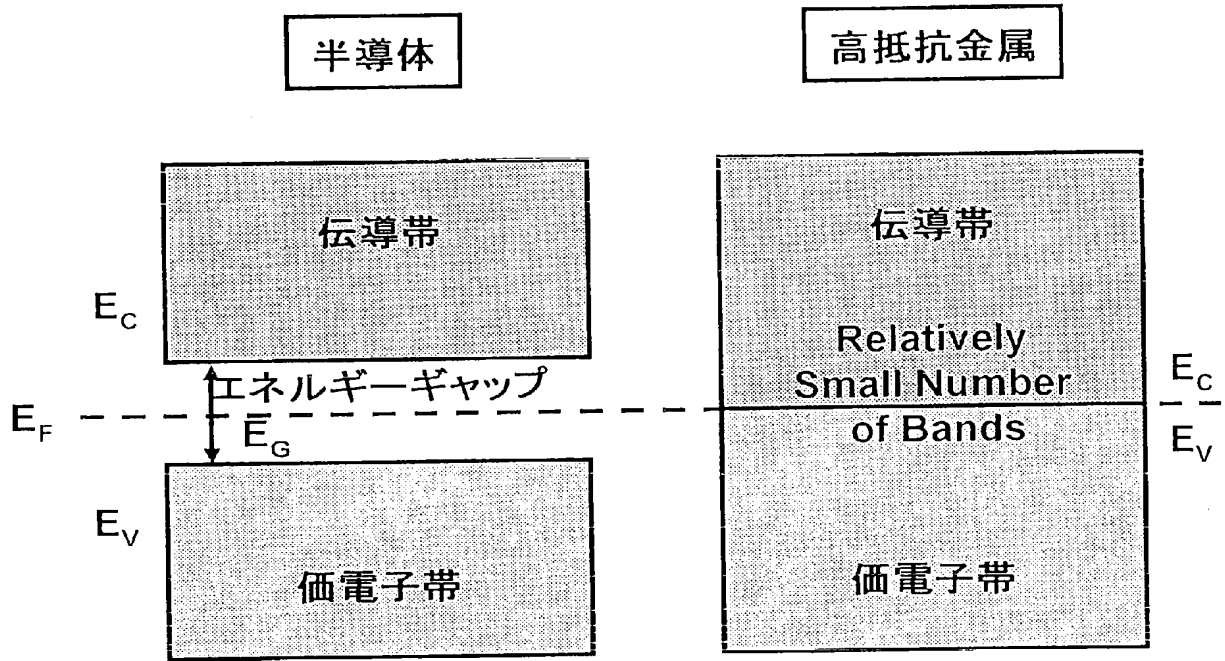 半導体
高抵抗金属
伝導帯
E_C
エネルギーギャップ
E_F
E_G
E_V
価電子帯
伝導帯
Relatively
Small Number
of Bands
E_C
E_V
価電子帯